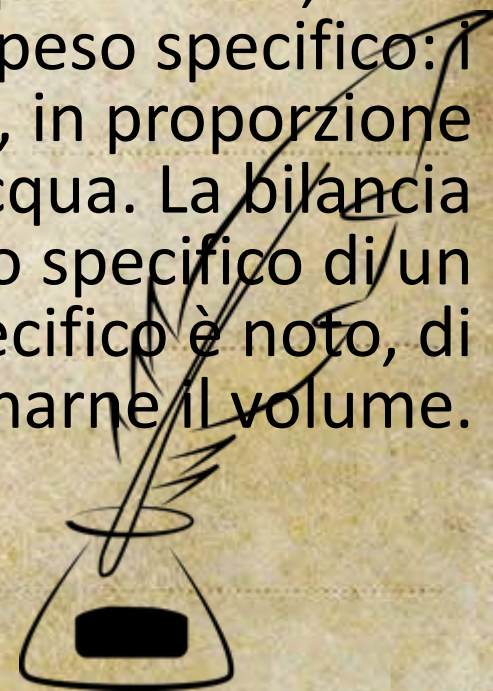 peso specifico: i
, in proporzione
cqua. La bilancia
o specifico di un
ecifico è noto, di
narne il volume.